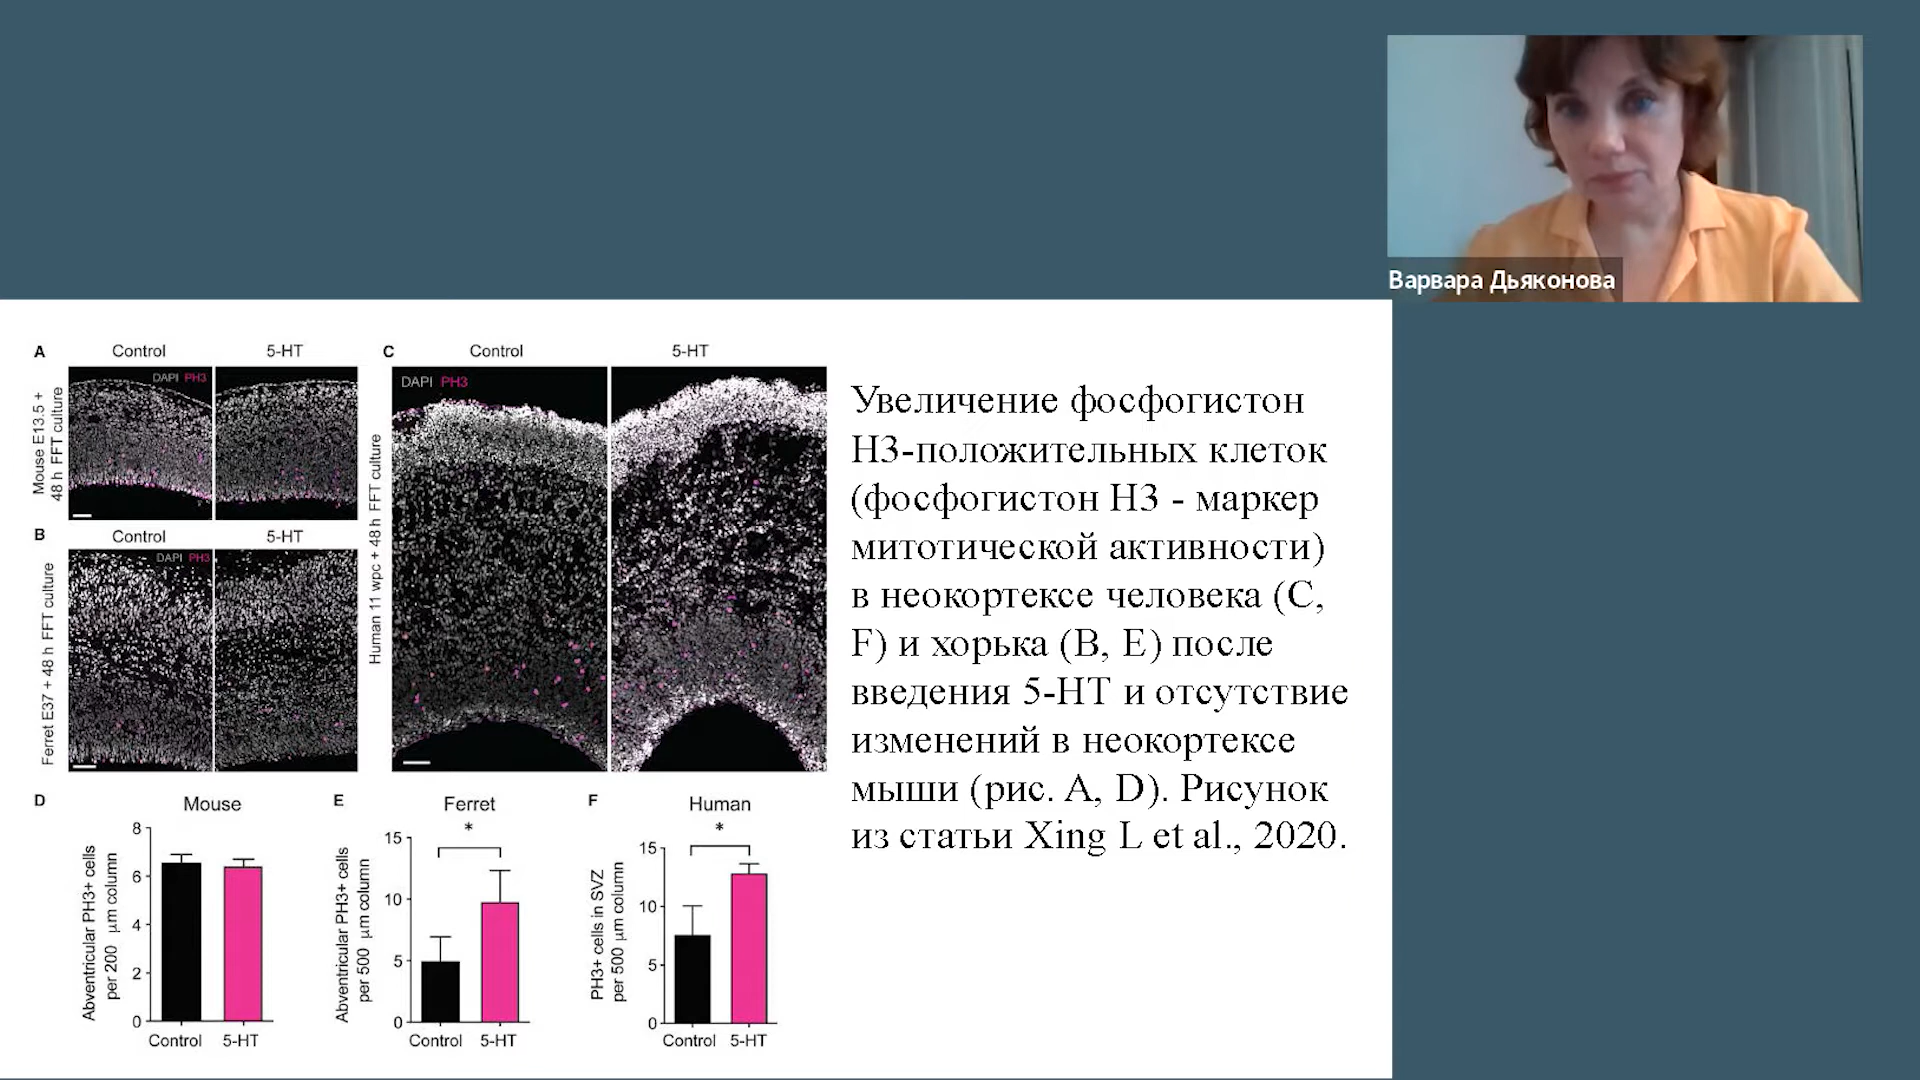 Варвара Дьяконова
A
Control
5-HT
DAPI PH3
Mouse E13.5 +
48 h FFT culture
B
Control
5-HT
DAPI PH3
Ferret E37 + 48 h FFT culture
C
Control
5-HT
DAPI PH3
Human 11 wpc + 48 h FFT culture
D
Mouse
Abventricular PH3+ cells
per 200 μm column
8
6
4
2
0
Control
5-HT
E
Ferret
*
Abventricular PH3+ cells
per 500 μm column
15
10
5
0
Control
5-HT
F
Human
*
PH3+ cells in SVZ
per 500 μm column
15
10
5
0
Control
5-HT
Увеличение фосфогистон
H3-положительных клеток
(фосфогистон H3 - маркер
митотической активности)
в неокортексе человека (C,
F) и хорька (B, E) после
введения 5-HT и отсутствие
изменений в неокортексе
мыши (рис. A, D). Рисунок
из статьи Xing L et al., 2020.